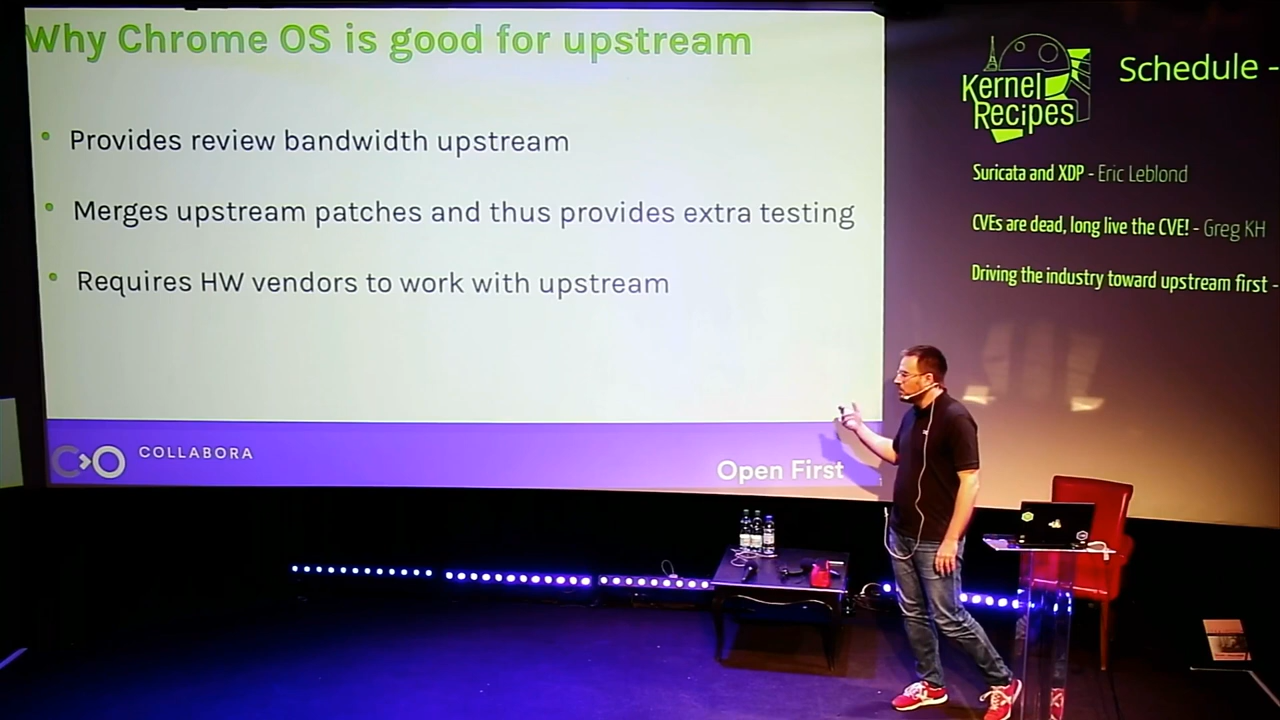 Why Chrome OS is good for upstream
Provides review bandwidth upstream
Merges upstream patches and thus provides extra testing
Requires HW vendors to work with upstream
COLLABORA
Open First
Kernel
Recipes
Schedule -
Suricata and XDP - Eric Leblond
CVEs are dead, long live the CVE! - Greg KH
Driving the industry toward upstream first -